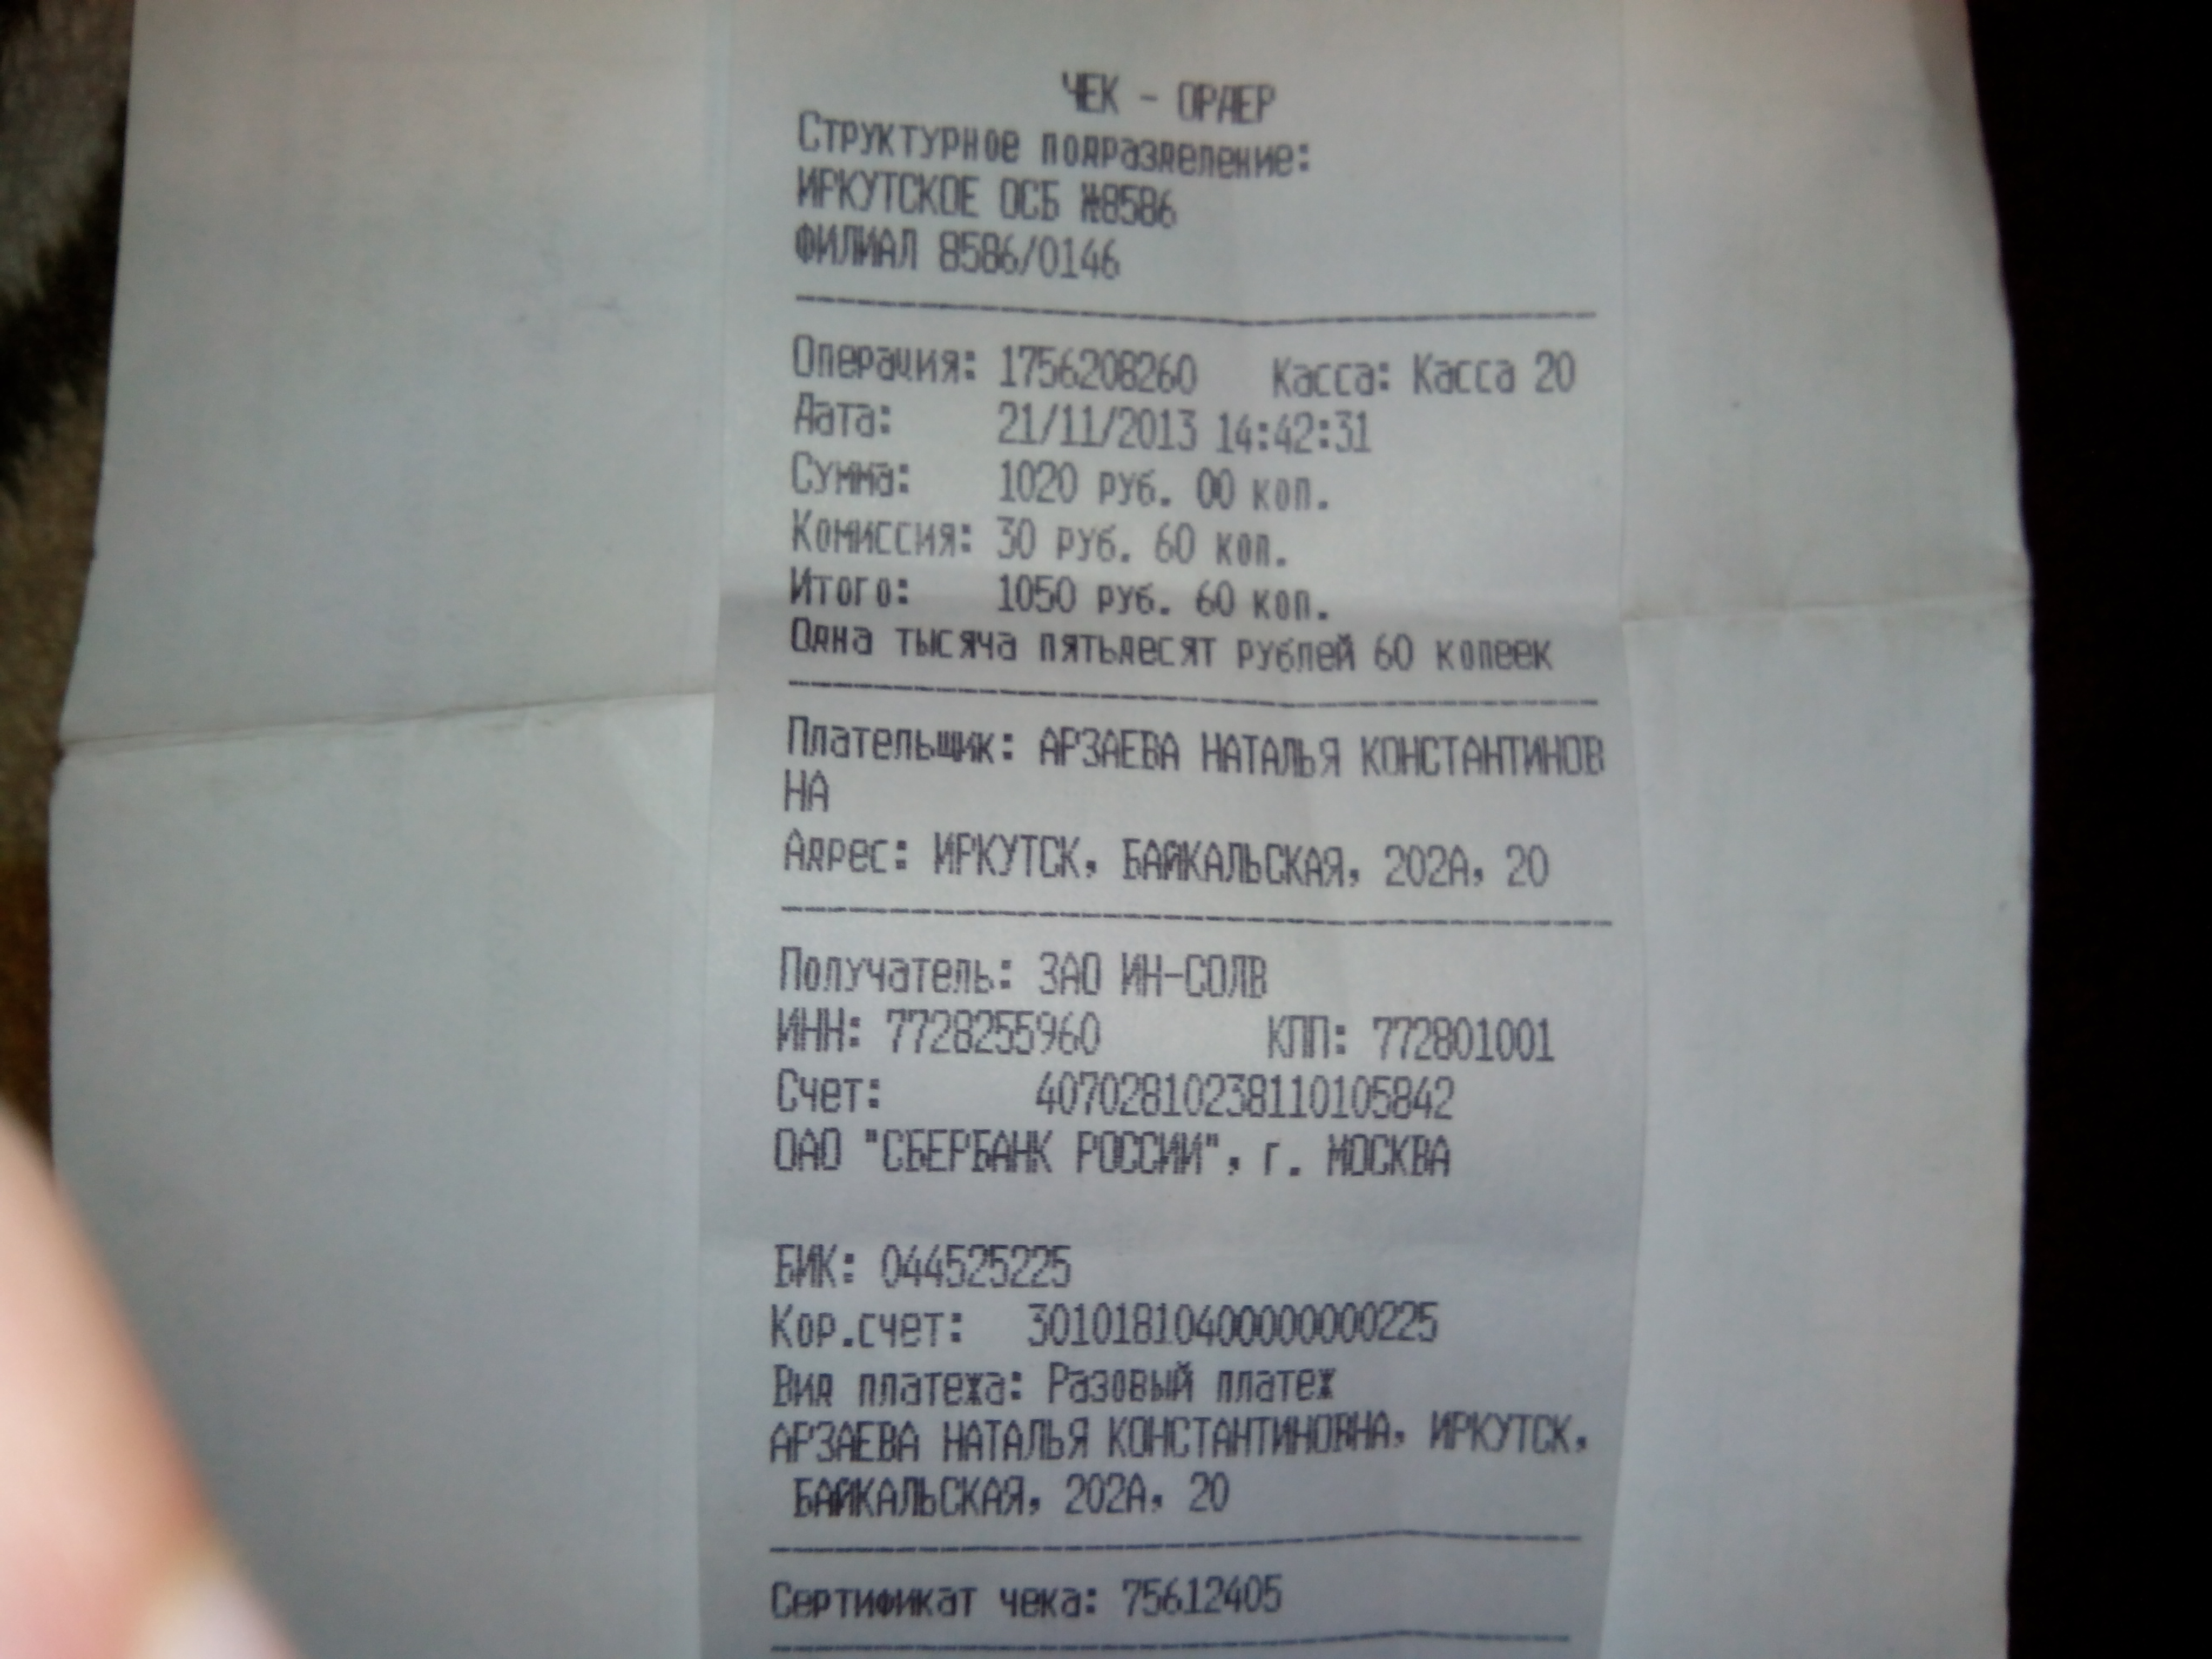 ЧЕК - ОРДЕР
Структурное подразделение:
ИРКУТСКОЕ ОСБ №8586
ФИЛИАЛ 8586/0146
Операция: 1756208260 Касса: Касса 20
Дата: 21/11/2013 14:42:31
Сумма: 1020 руб. 00 коп.
Комиссия: 30 руб. 60 коп.
Итого: 1050 руб. 60 коп.
Одна тысяча пятьдесят рублей 60 копеек
Плательщик: АРЗАЕВА НАТАЛЬЯ КОНСТАНТИНОВ
НА
Адрес: ИРКУТСК, БАЙКАЛЬСКАЯ, 202А, 20
Получатель: ЗАО ИН-СОЛВ
ИНН: 7728255960 КПП: 772801001
Счет: 40702810238110105842
ОАО "СБЕРБАНК РОССИИ", г. МОСКВА
БИК: 044525225
Кор.счет: 30101810400000000225
Вид платежа: Разовый платеж
АРЗАЕВА НАТАЛЬЯ КОНСТАНТИНОВНА, ИРКУТСК,
БАЙКАЛЬСКАЯ, 202А, 20
Сертификат чека: 75612405